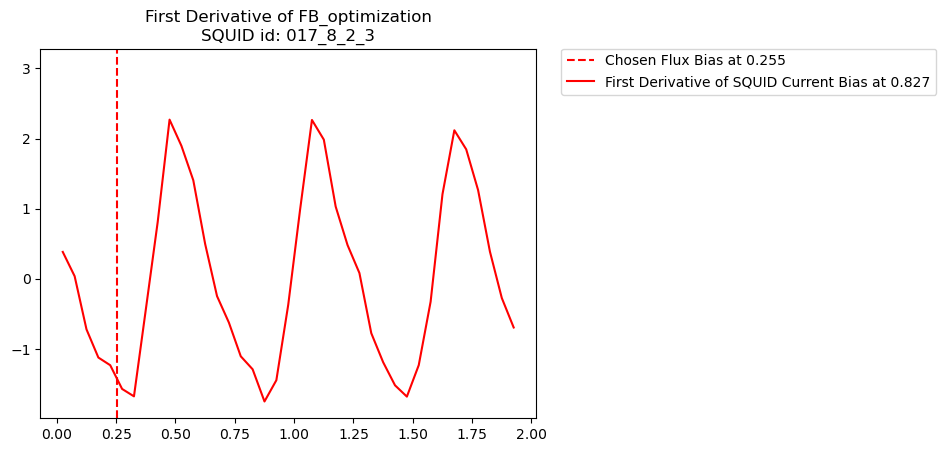 First Derivative of FB_optimization
SQUID id: 017_8_2_3
Chosen Flux Bias at 0.255
First Derivative of SQUID Current Bias at 0.827
3
2
1
0
−1
0.00 0.25 0.50 0.75 1.00 1.25 1.50 1.75 2.00